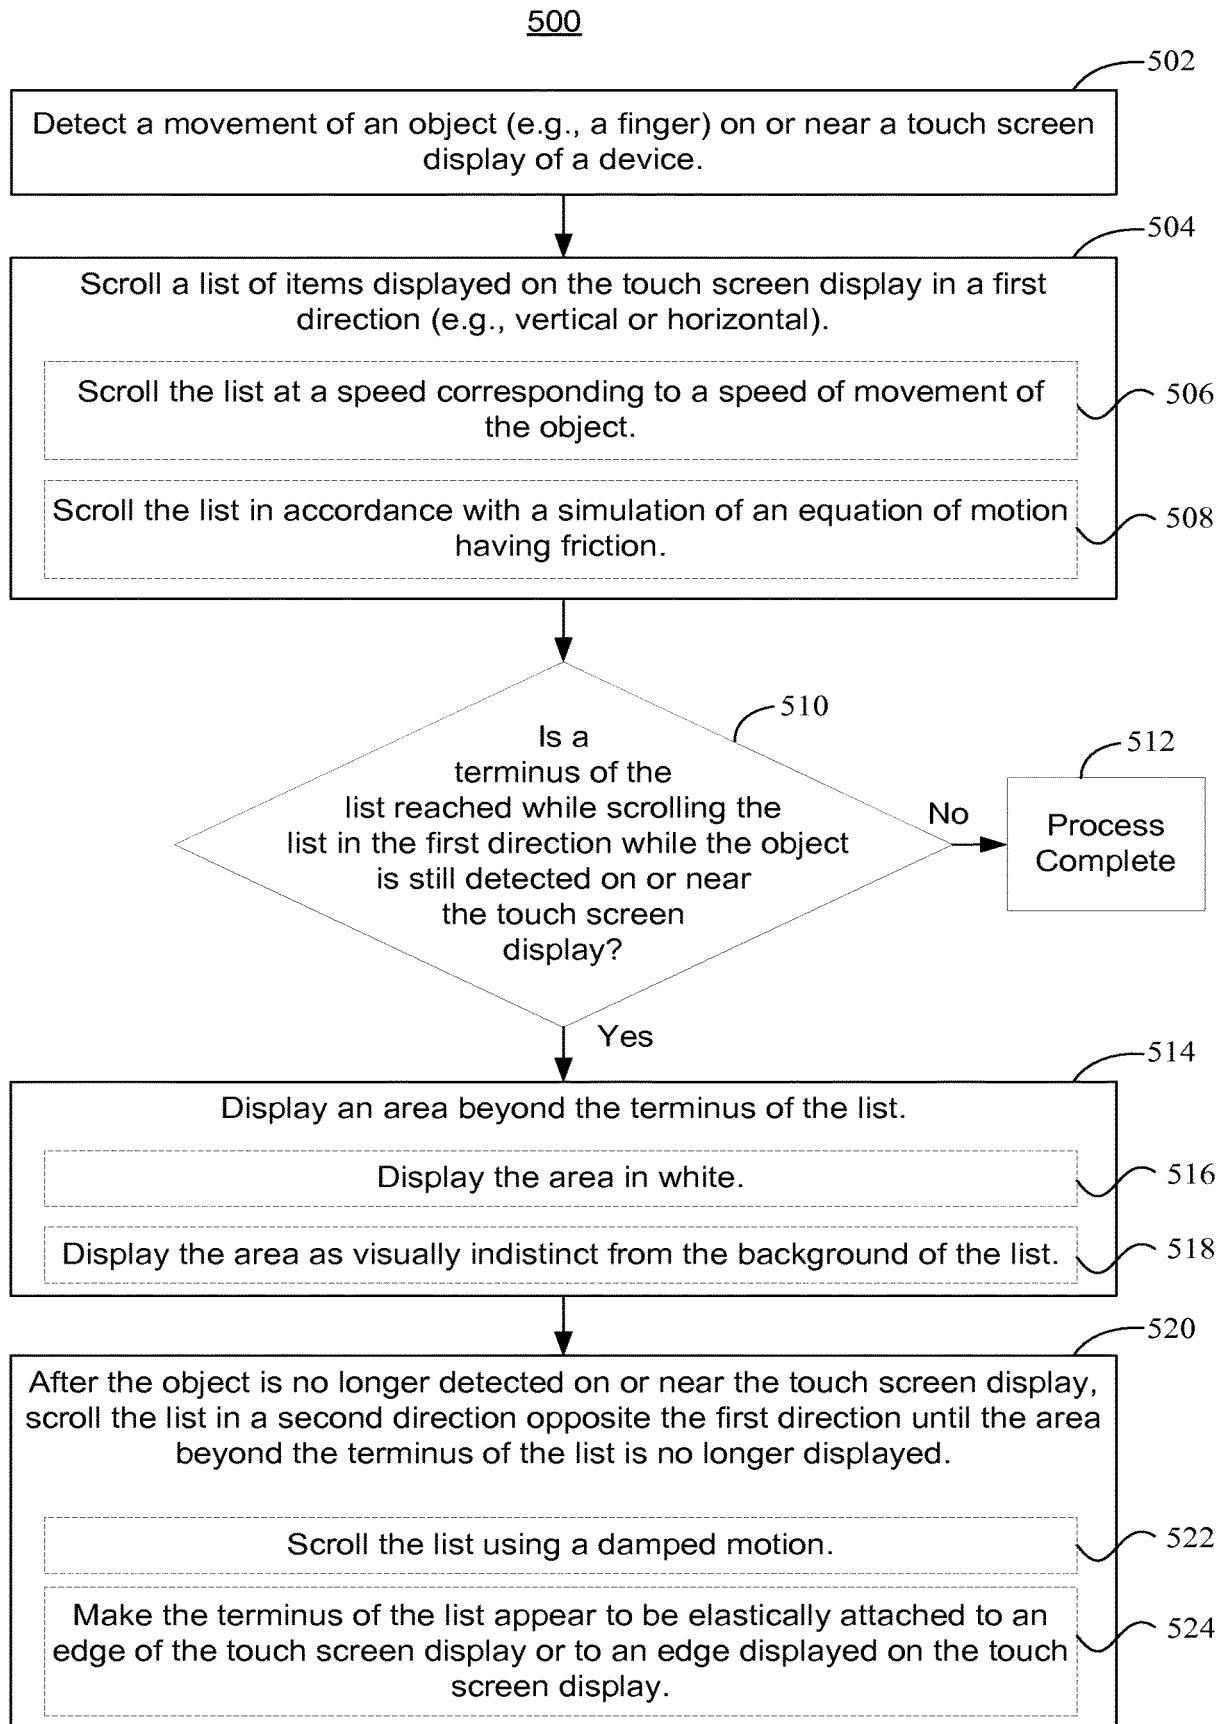 500
502
Detect a movement of an object (e.g., a finger) on or near a touch screen
display of a device.
504
Scroll a list of items displayed on the touch screen display in a first
direction (e.g., vertical or horizontal).
Scroll the list at a speed corresponding to a speed of movement of
the object.
506
Scroll the list in accordance with a simulation of an equation of motion
having friction.
508
510
Is a
terminus of the
list reached while scrolling the
list in the first direction while the object
is still detected on or near
the touch screen
display?
No
512
Process
Complete
Yes
514
Display an area beyond the terminus of the list.
Display the area in white.
516
Display the area as visually indistinct from the background of the list.
518
520
After the object is no longer detected on or near the touch screen display,
scroll the list in a second direction opposite the first direction until the area
beyond the terminus of the list is no longer displayed.
Scroll the list using a damped motion.
522
Make the terminus of the list appear to be elastically attached to an
edge of the touch screen display or to an edge displayed on the touch
screen display.
524